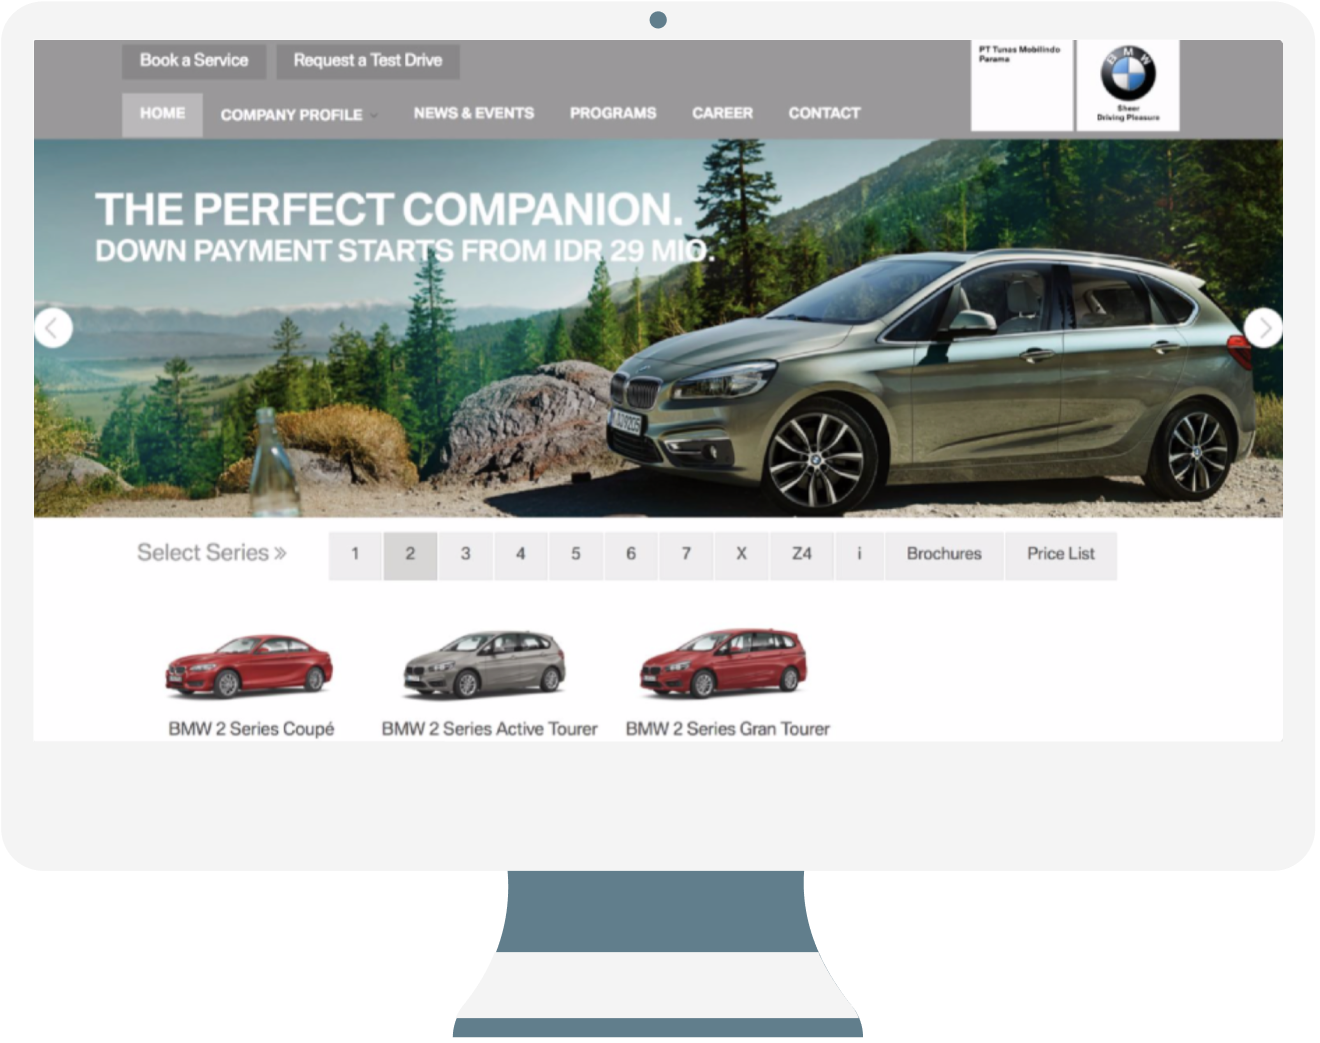 Book a Service
Request a Test Drive
PT Tunas Mobilindo
Parama
BMW
Sheer
Driving Pleasure
HOME
COMPANY PROFILE
NEWS & EVENTS
PROGRAMS
CAREER
CONTACT
THE PERFECT COMPANION.
DOWN PAYMENT STARTS FROM IDR 29 MIO.
Select Series »
1
2
3
4
5
6
7
X
Z4
i
Brochures
Price List
BMW 2 Series Coupé
BMW 2 Series Active Tourer
BMW 2 Series Gran Tourer